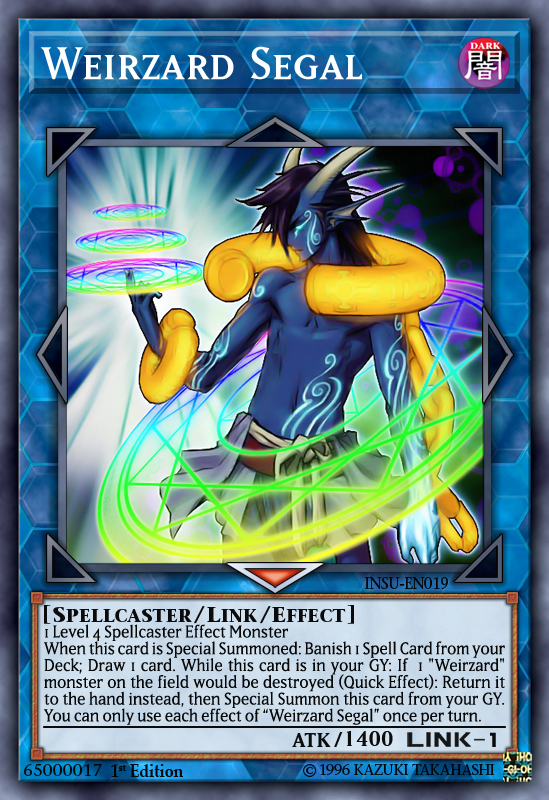 Weirzard Segal
DARK
闇
INSU-EN019
[Spellcaster/Link/Effect]
1 Level 4 Spellcaster Effect Monster
When this card is Special Summoned: Banish 1 Spell Card from your
Deck; Draw 1 card. While this card is in your GY: If 1 "Weirzard"
monster on the field would be destroyed (Quick Effect): Return it
to the hand instead, then Special Summon this card from your GY.
You can only use each effect of “Weirzard Segal” once per turn.
ATK/1400 LINK-1
65000017 1st Edition ©1996 KAZUKI TAKAHASHI